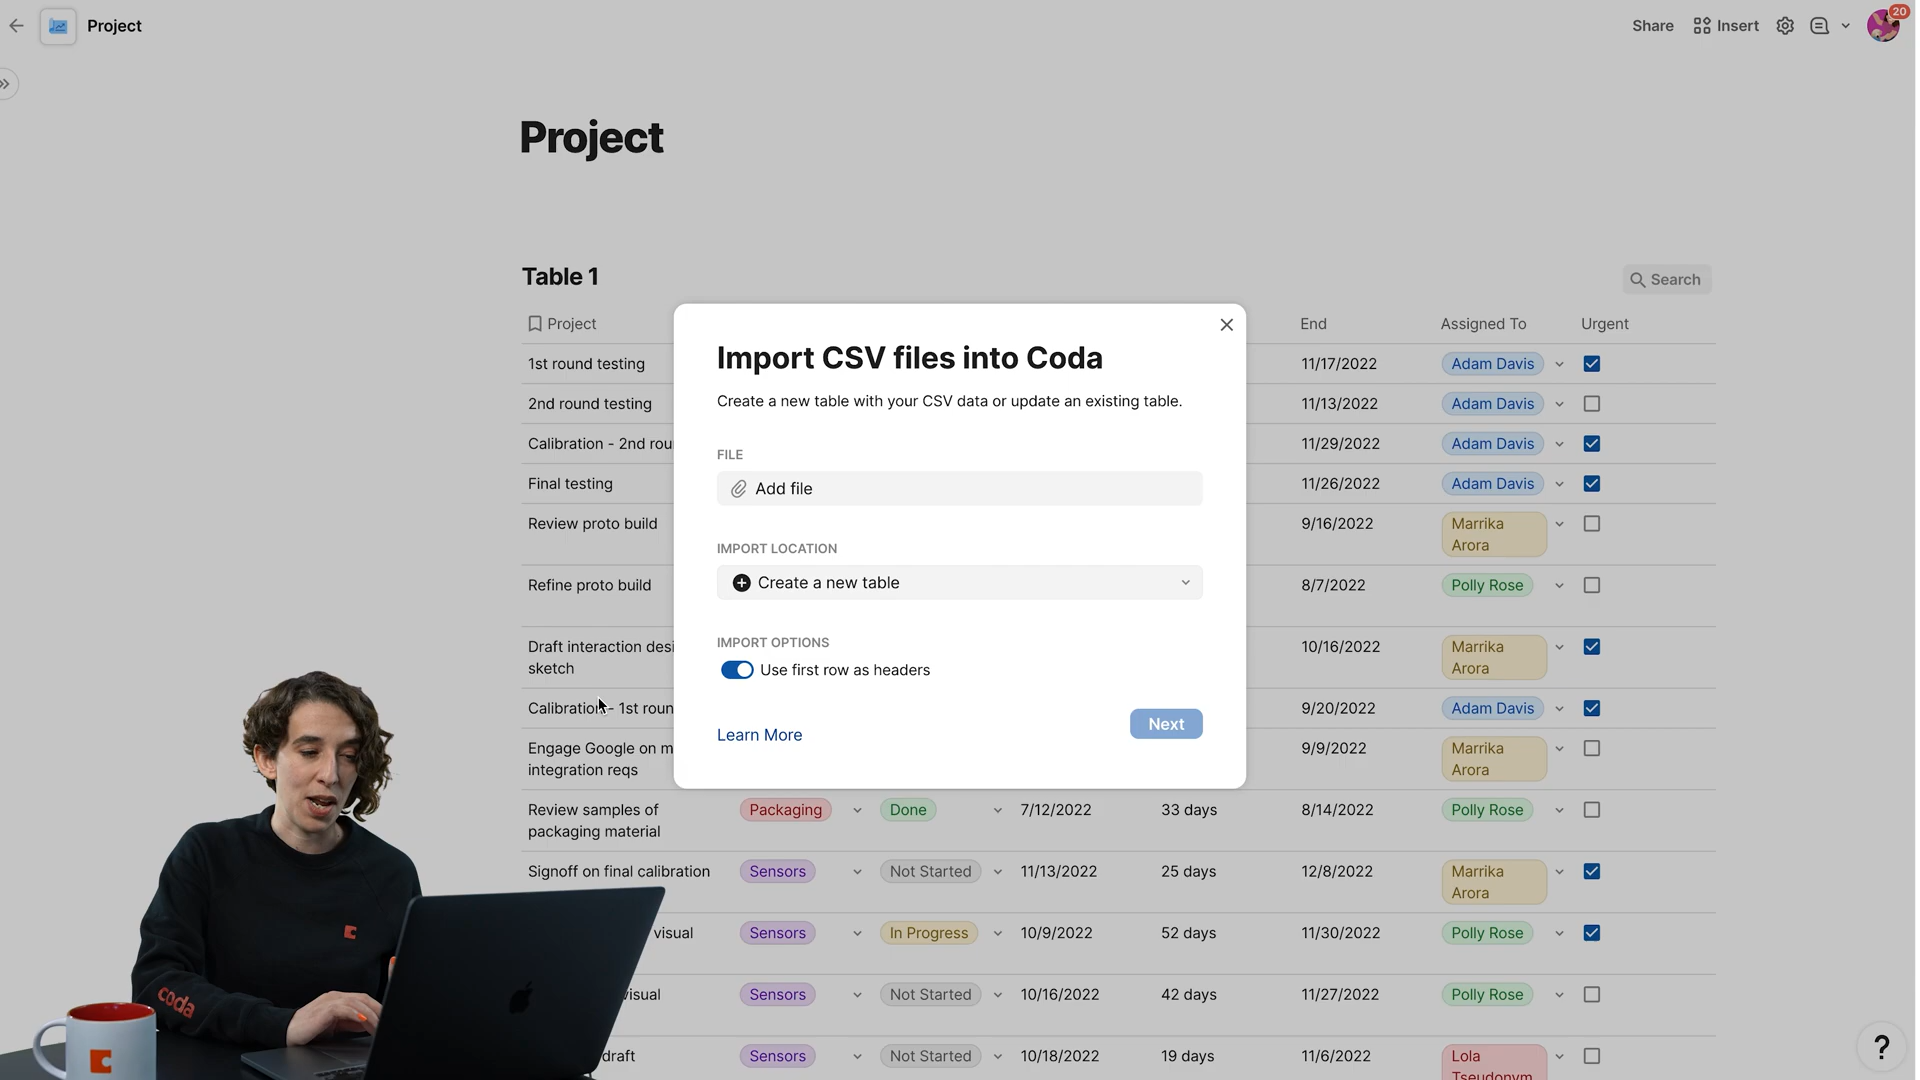 Project
Share
Insert
20
Project
Table 1
Search
Project
End
Assigned To
Urgent
Import CSV files into Coda
Create a new table with your CSV data or update an existing table.
FILE
Add file
IMPORT LOCATION
Create a new table
IMPORT OPTIONS
Use first row as headers
Learn More
Next
1st round testing
11/17/2022
Adam Davis
2nd round testing
11/13/2022
Adam Davis
Calibration - 2nd rou
11/29/2022
Adam Davis
Final testing
11/26/2022
Adam Davis
Review proto build
9/16/2022
Marrika
Arora
Refine proto build
8/7/2022
Polly Rose
Draft interaction desi
sketch
10/16/2022
Marrika
Arora
Calibration - 1st roun
9/20/2022
Adam Davis
Engage Google on m
integration reqs
9/9/2022
Marrika
Arora
Review samples of
packaging material
Packaging
Done
7/12/2022
33 days
8/14/2022
Polly Rose
Signoff on final calibration
Sensors
Not Started
11/13/2022
25 days
12/8/2022
Marrika
Arora
visual
Sensors
In Progress
10/9/2022
52 days
11/30/2022
Polly Rose
visual
Sensors
Not Started
10/16/2022
42 days
11/27/2022
Polly Rose
draft
Sensors
Not Started
10/18/2022
19 days
11/6/2022
Lola
Tseudonym
coda
?